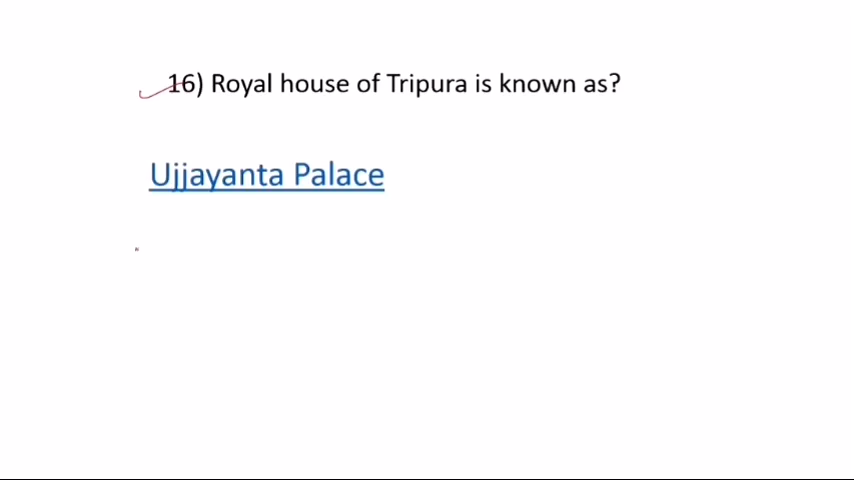 16) Royal house of Tripura is known as?
Ujjayanta Palace